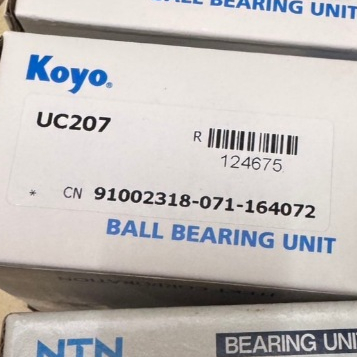 BALL BEARING UNIT
Koyo®
UC207
R
124675
* CN 91002318-071-164072
BALL BEARING UNIT
NTN
BEARING UNI